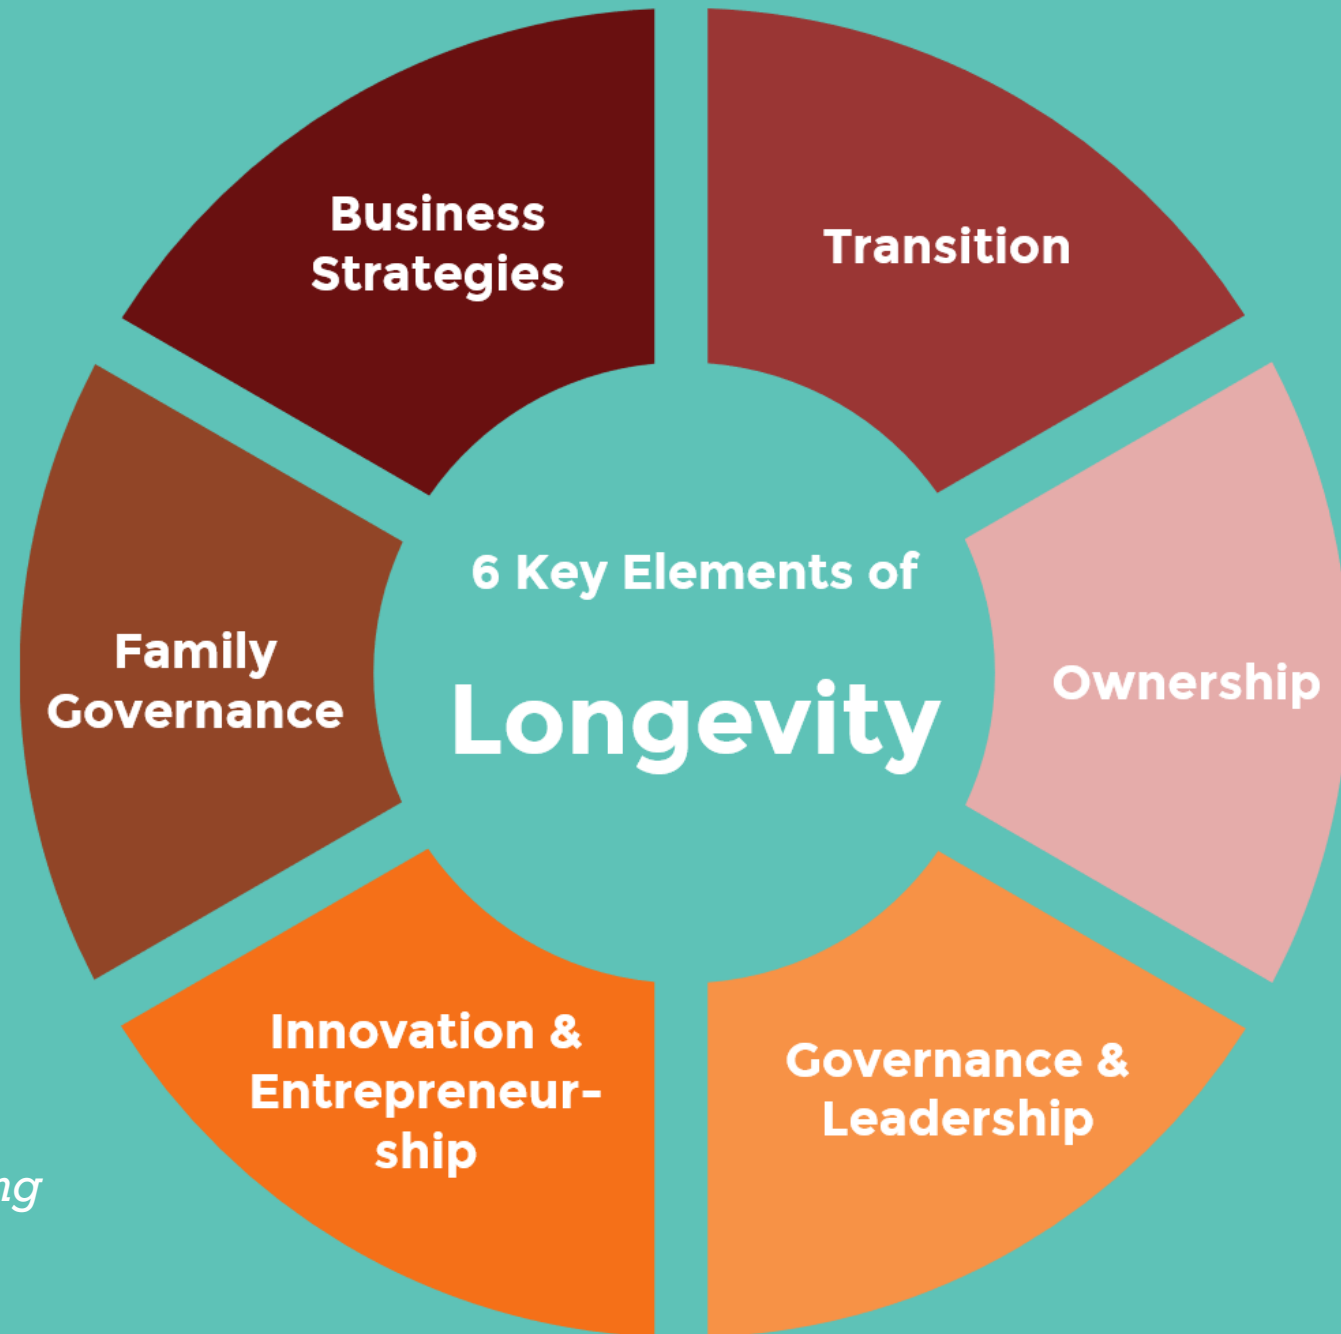 Business
Strategies
Transition
6 Key Elements of
Longevity
Family
Governance
Ownership
Innovation &
Entrepreneur-
ship
Governance &
Leadership